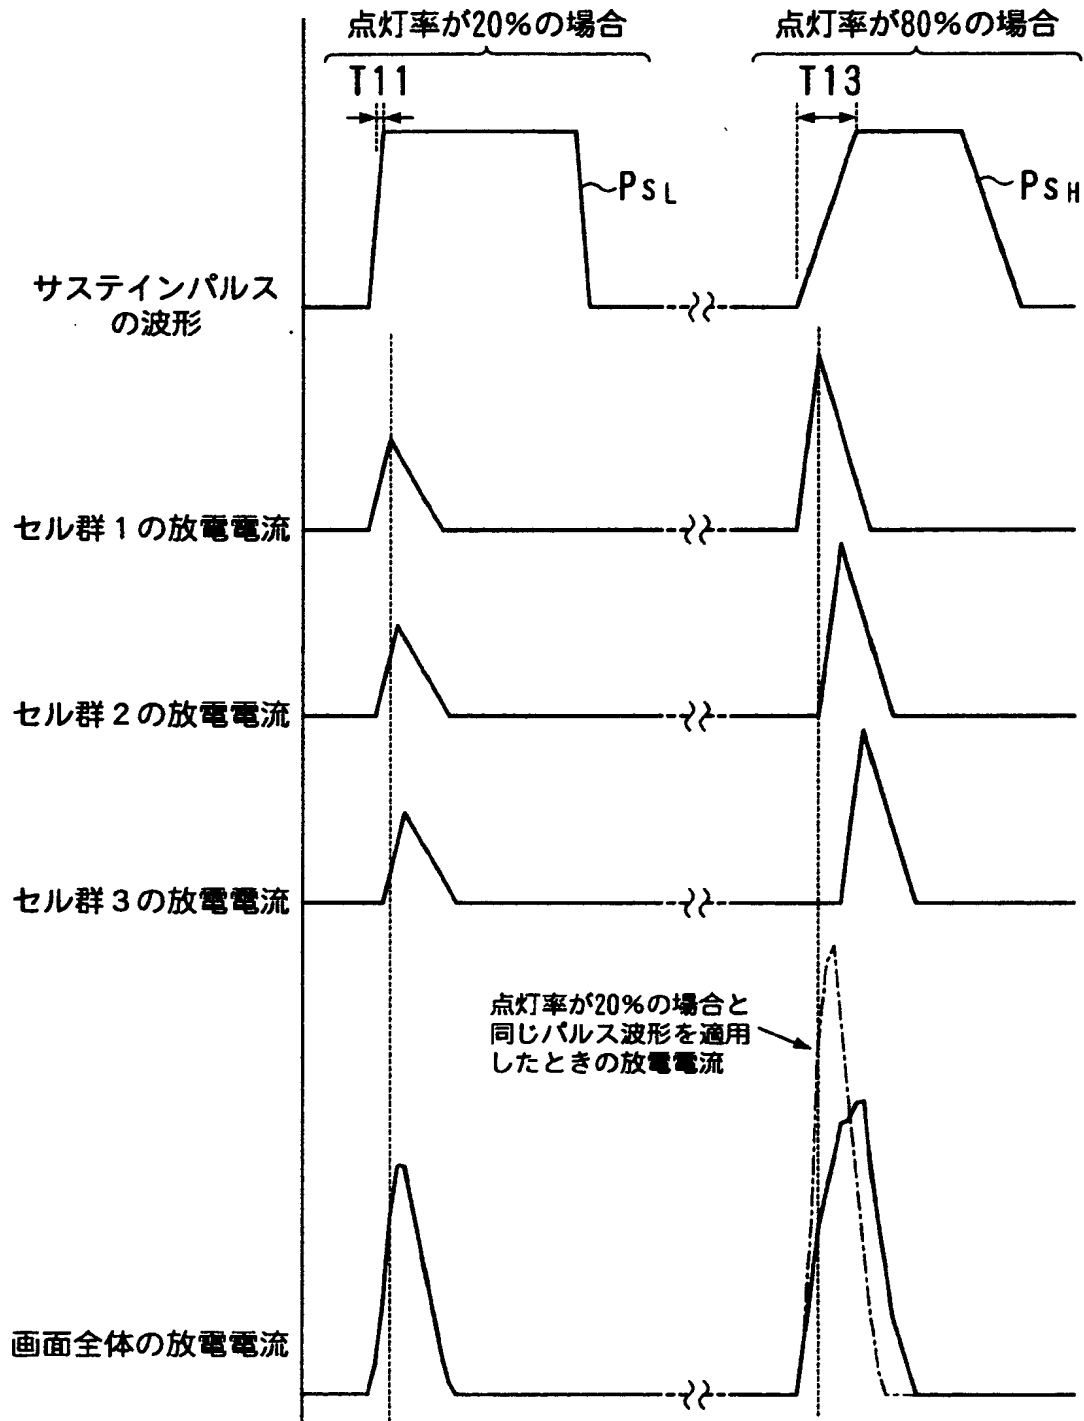 点灯率が20%の場合
点灯率が80%の場合
T11
T13
PSL
PSH
サステインパルス
の波形
セル群1の放電電流
セル群2の放電電流
セル群3の放電電流
点灯率が20%の場合と
同じパルス波形を適用
したときの放電電流
画面全体の放電電流